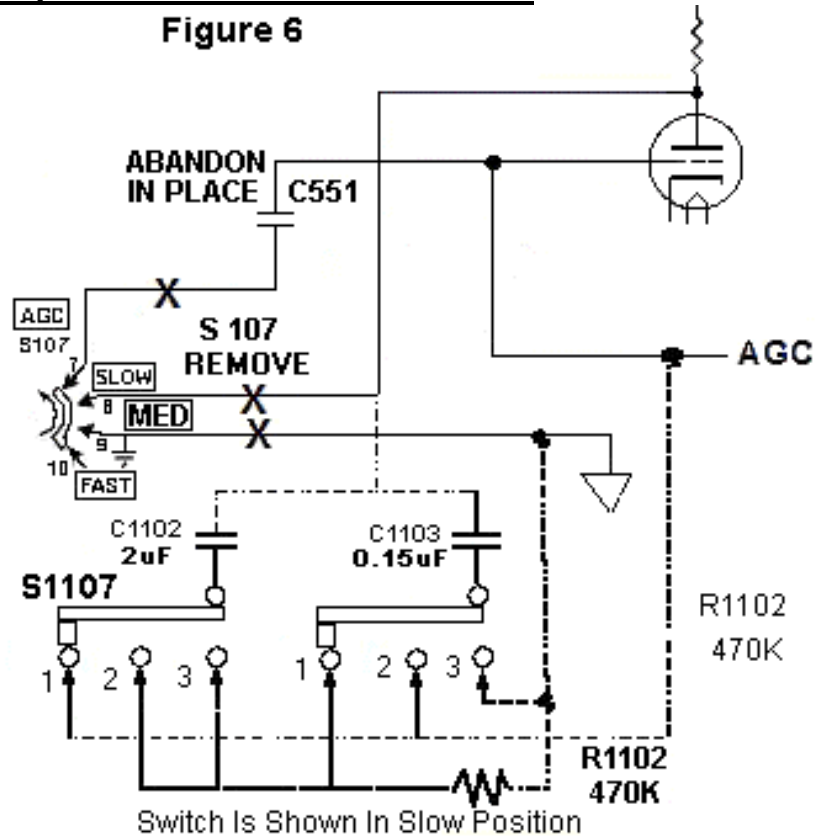 Figure 6
ABANDON
IN PLACE
C551
X
AGC
S107
7
S 107
REMOVE
AGC
SLOW
8
X
MED
9
X
10
FAST
C1102
2uF
C1103
0.15uF
S1107
R1102
470K
1
2
3
1
2
3
R1102
470K
Switch Is Shown In Slow Position